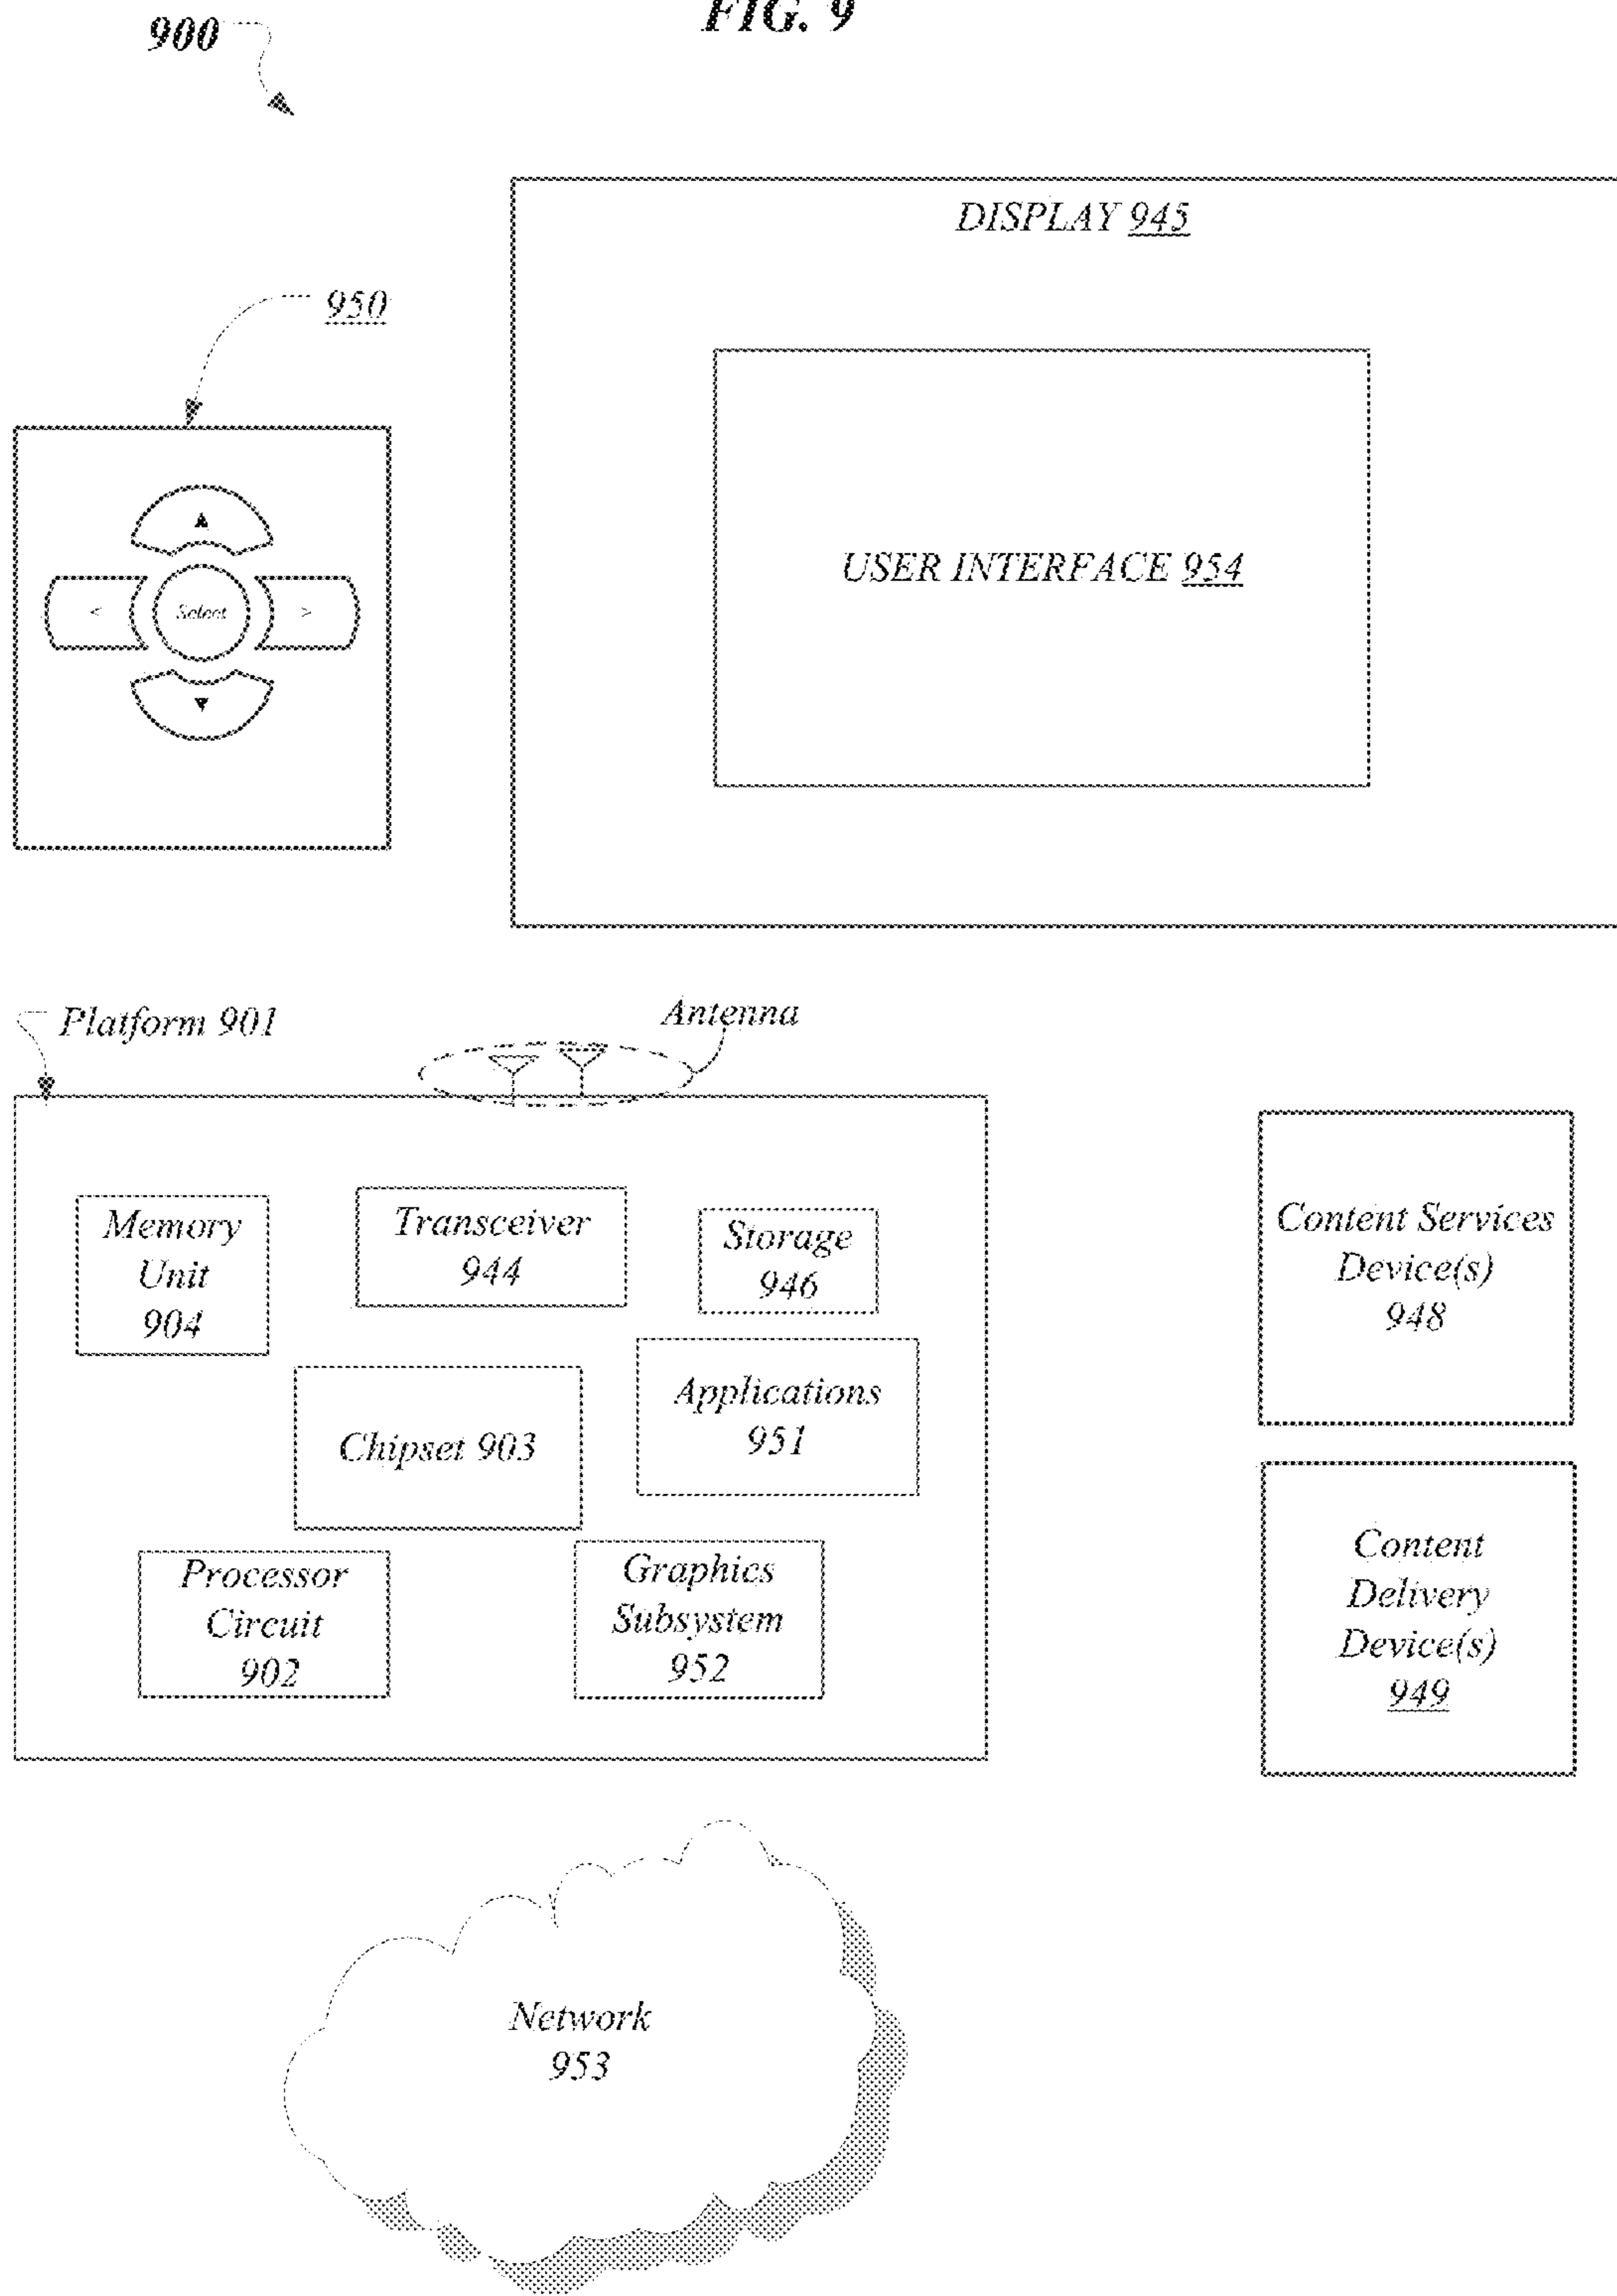 FIG. 9
900
DISPLAY 945
950
USER INTERFACE 954
<
Select
>
Platform 901
Antenna
Memory
Unit
904
Transceiver
944
Storage
946
Chipset 903
Applications
951
Processor
Circuit
902
Graphics
Subsystem
952
Content Services
Device(s)
948
Content
Delivery
Device(s)
949
Network
953